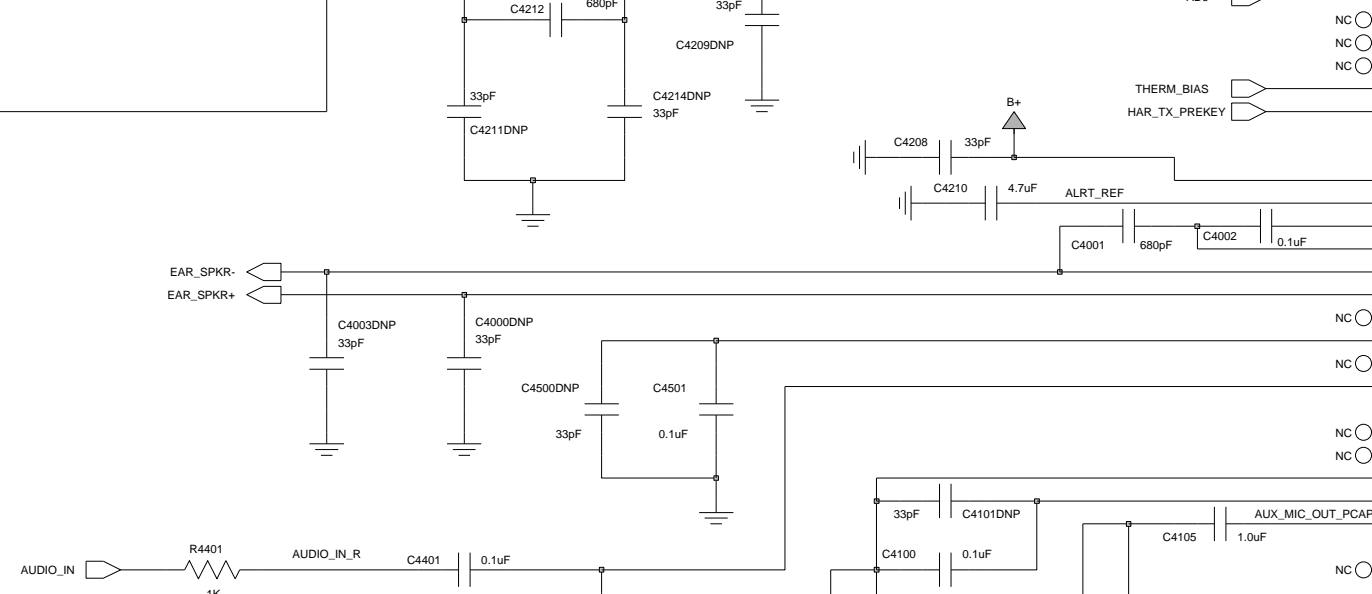 C4212
680pF
33pF
C4209DNP
NC
NC
NC
33pF
C4211DNP
C4214DNP
33pF
THERM_BIAS
HAR_TX_PREKEY
B+
C4208
33pF
C4210
4.7uF
ALRT_REF
C4001
680pF
C4002
0.1uF
EAR_SPKR-
EAR_SPKR+
C4003DNP
33pF
C4000DNP
33pF
NC
NC
C4500DNP
C4501
33pF
0.1uF
NC
NC
33pF
C4101DNP
AUX_MIC_OUT_PCAP
C4105
1.0uF
R4401
AUDIO_IN_R
C4401
0.1uF
C4100
0.1uF
AUDIO_IN
NC
1K